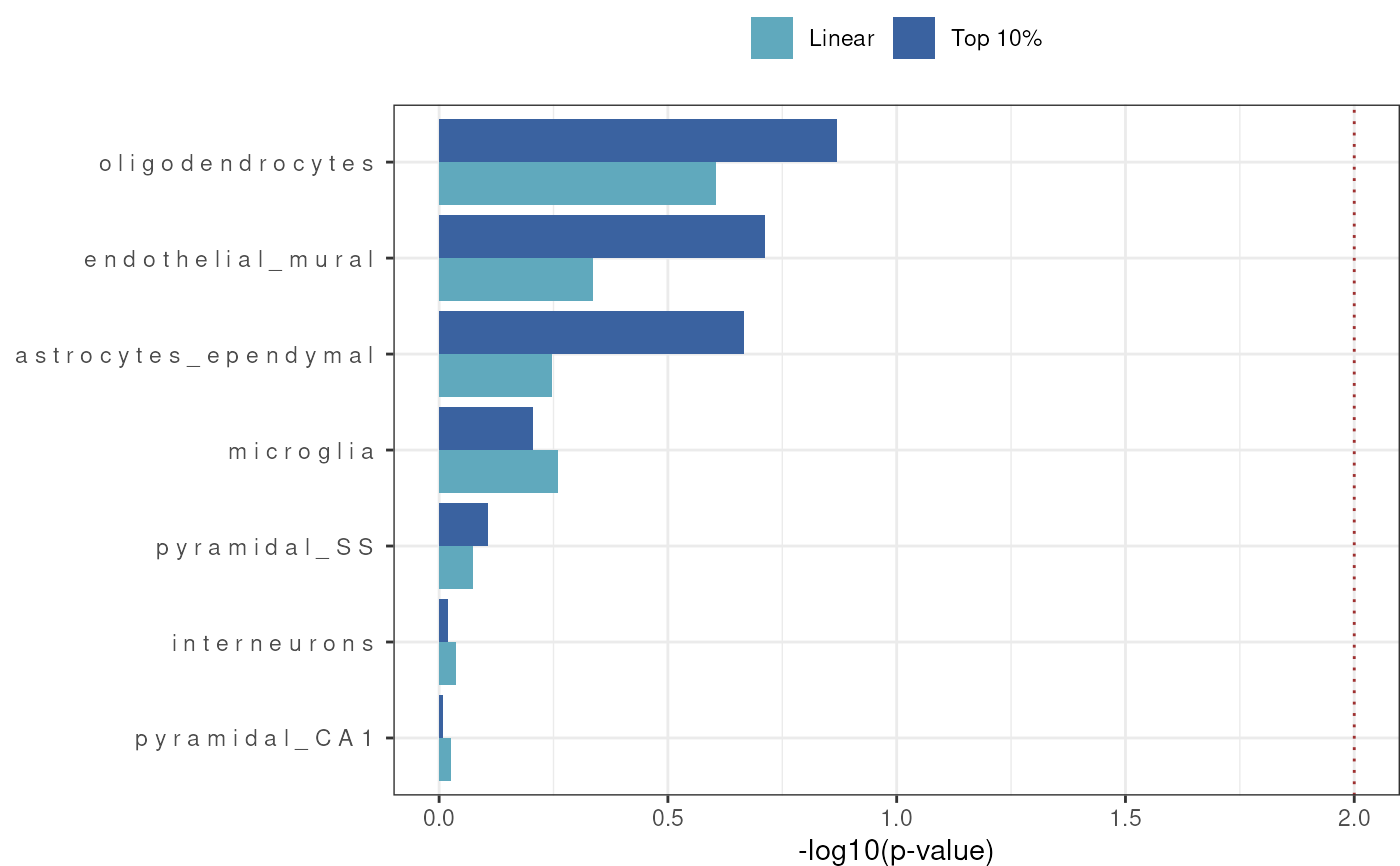 Linear Top 10%
oligodendrocytes
endothelial_mural
astrocytes_ependymal
microglia
pyramidal_SS
interneurons
pyramidal_CA1
0.0 0.5 1.0 1.5 2.0
-log10(p-value)